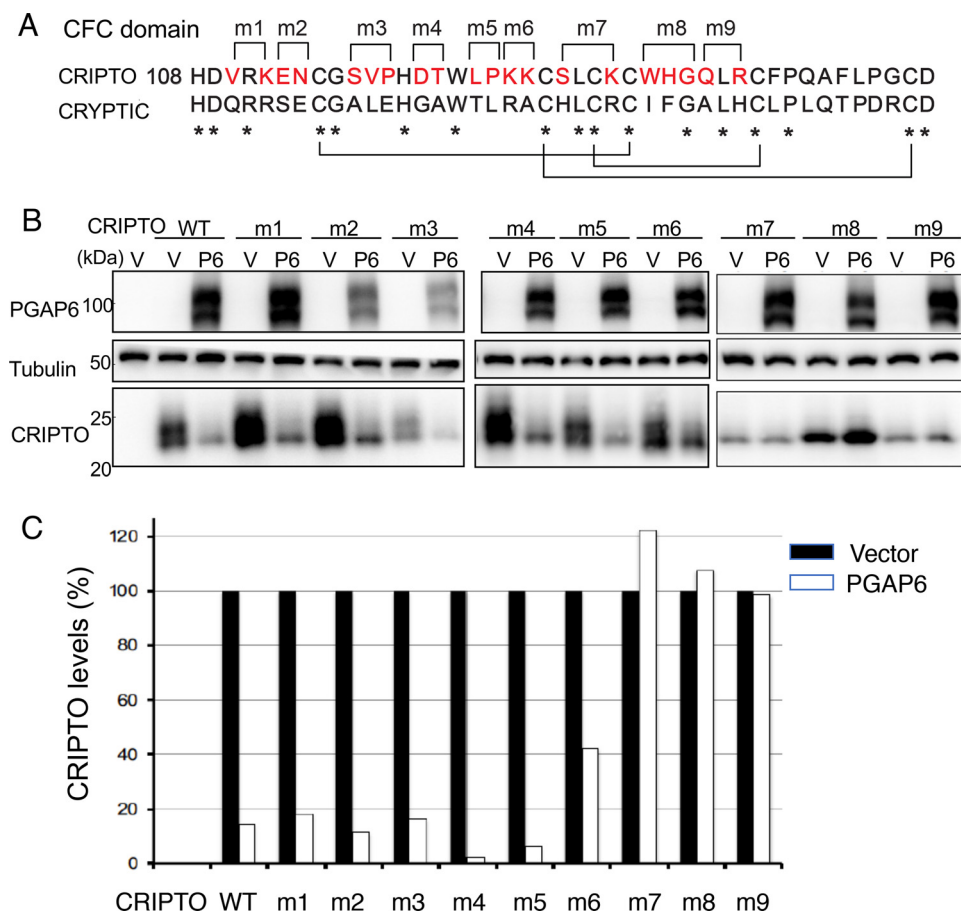 A CFC domain m1 m2 m3 m4 m5 m6 m7 m8 m9
CRIPTO 108 HDVRKENCGSVPHDTWLPKKCSLCKCWHGQLRCFPQAFLPGCD
CRYPTIC HDQRRSECGALEHGAWTLRACHLCRCIFGALHCLPLQTPDRCD
* * * * * * * * * * * * * * * * *
B CRIPTO WT m1 m2 m3 m4 m5 m6 m7 m8 m9
(kDa) V V P6 V P6 V P6 V P6 V P6 V P6 V P6 V P6 V P6 V P6
PGAP6 100
Tubulin 50
CRIPTO 25
20
C
CRIPTO levels (%)
120
100
80
60
40
20
0
Vector
PGAP6
CRIPTO WT m1 m2 m3 m4 m5 m6 m7 m8 m9